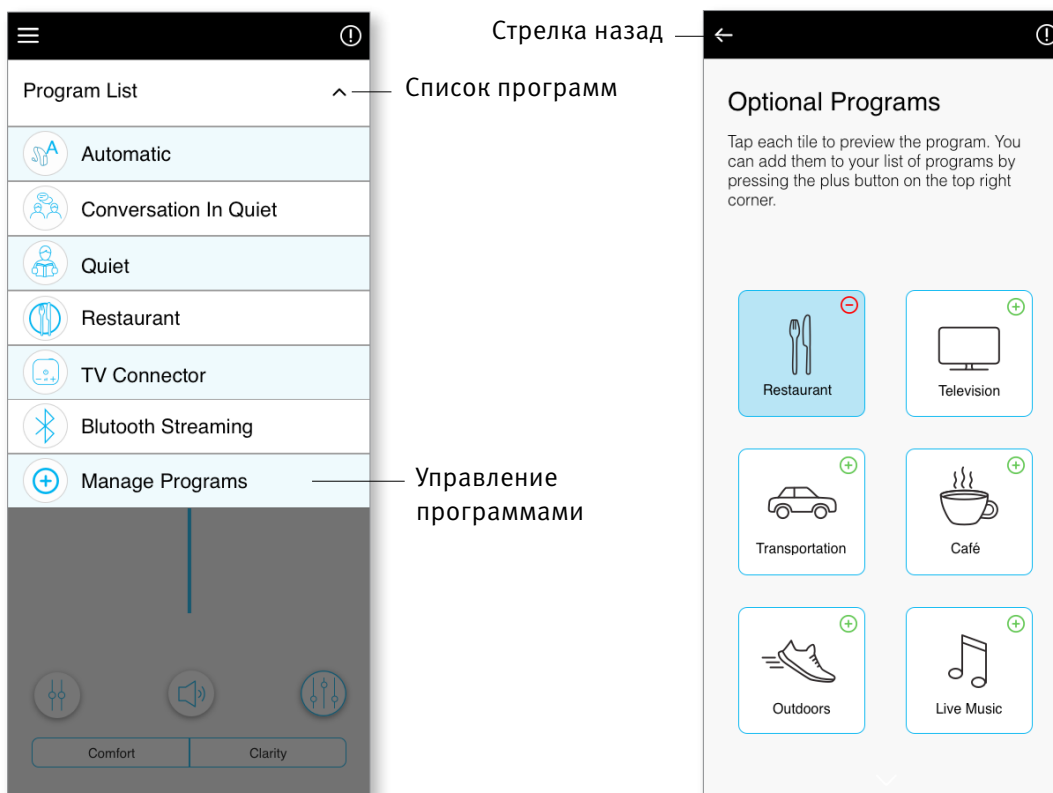 Стрелка назад
Program List
Список программ
Automatic
Conversation In Quiet
Quiet
Restaurant
TV Connector
Blutooth Streaming
Manage Programs
Управление
программами
Comfort
Clarity
Optional Programs
Tap each tile to preview the program. You
can add them to your list of programs by
pressing the plus button on the top right
corner.
Restaurant
Television
Transportation
Café
Outdoors
Live Music